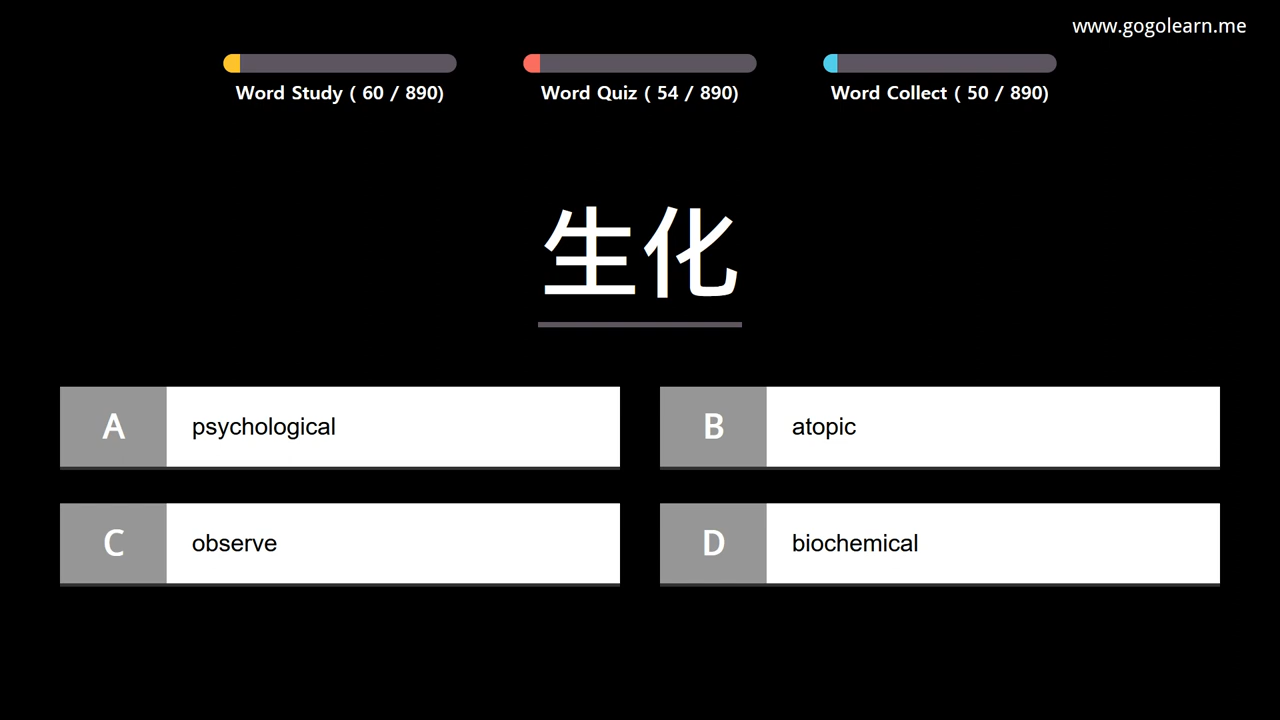 www.gogolearn.me
Word Study ( 60 / 890)
Word Quiz ( 54 / 890)
Word Collect ( 50 / 890)
生化
A psychological
B atopic
C observe
D biochemical